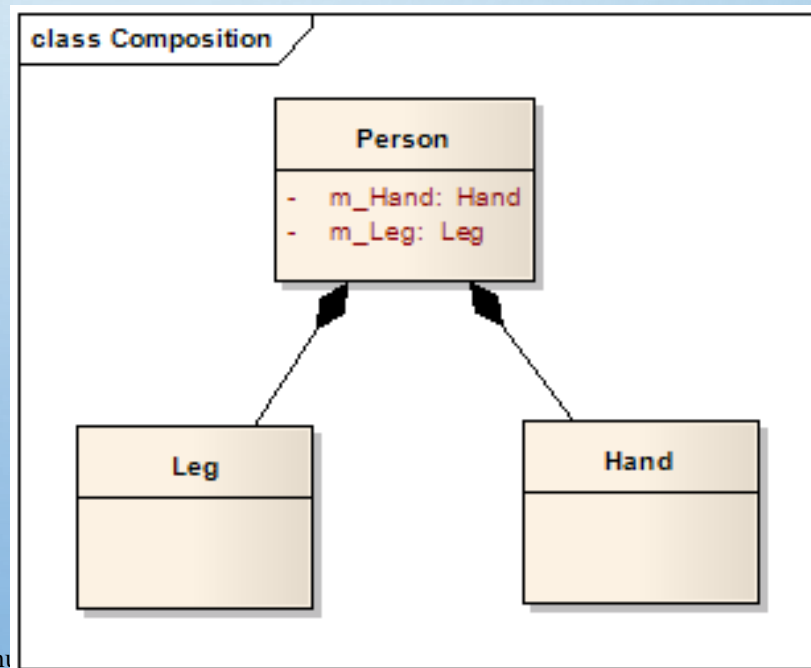 class Composition
Person
- m_Hand: Hand
- m_Leg: Leg
Leg
Hand